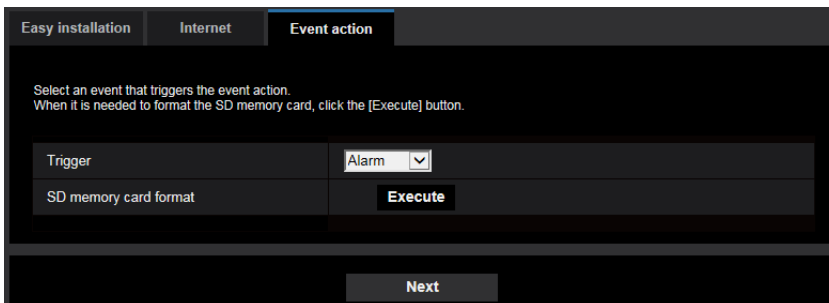 Easy installation Internet Event action
Select an event that triggers the event action.
When it is needed to format the SD memory card, click the [Execute] button.
Trigger Alarm
SD memory card format Execute
Next